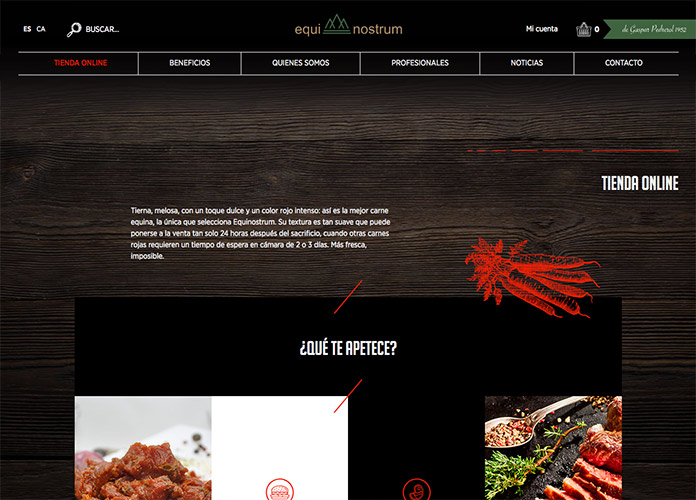 ES CA
BUSCAR...
equi nostrum
Mi cuenta
0
de Gaspar Pedreral 1952
TIENDA ONLINE
BENEFICIOS
QUIENES SOMOS
PROFESIONALES
NOTICIAS
CONTACTO
TIENDA ONLINE
Tierna, melosa, con un toque dulce y un color rojo intenso: así es la mejor carne
equina, la única que selecciona Equinostrum. Su textura es tan suave que puede
ponerse a la venta tan solo 24 horas después del sacrificio, cuando otras carnes
rojas requieren un tiempo de espera en cámara de 2 o 3 días. Más fresca,
imposible.
¿QUÉ TE APETECE?